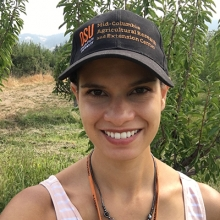 OSU
Mid-Columbia
Agricultural Research
and Extension Center